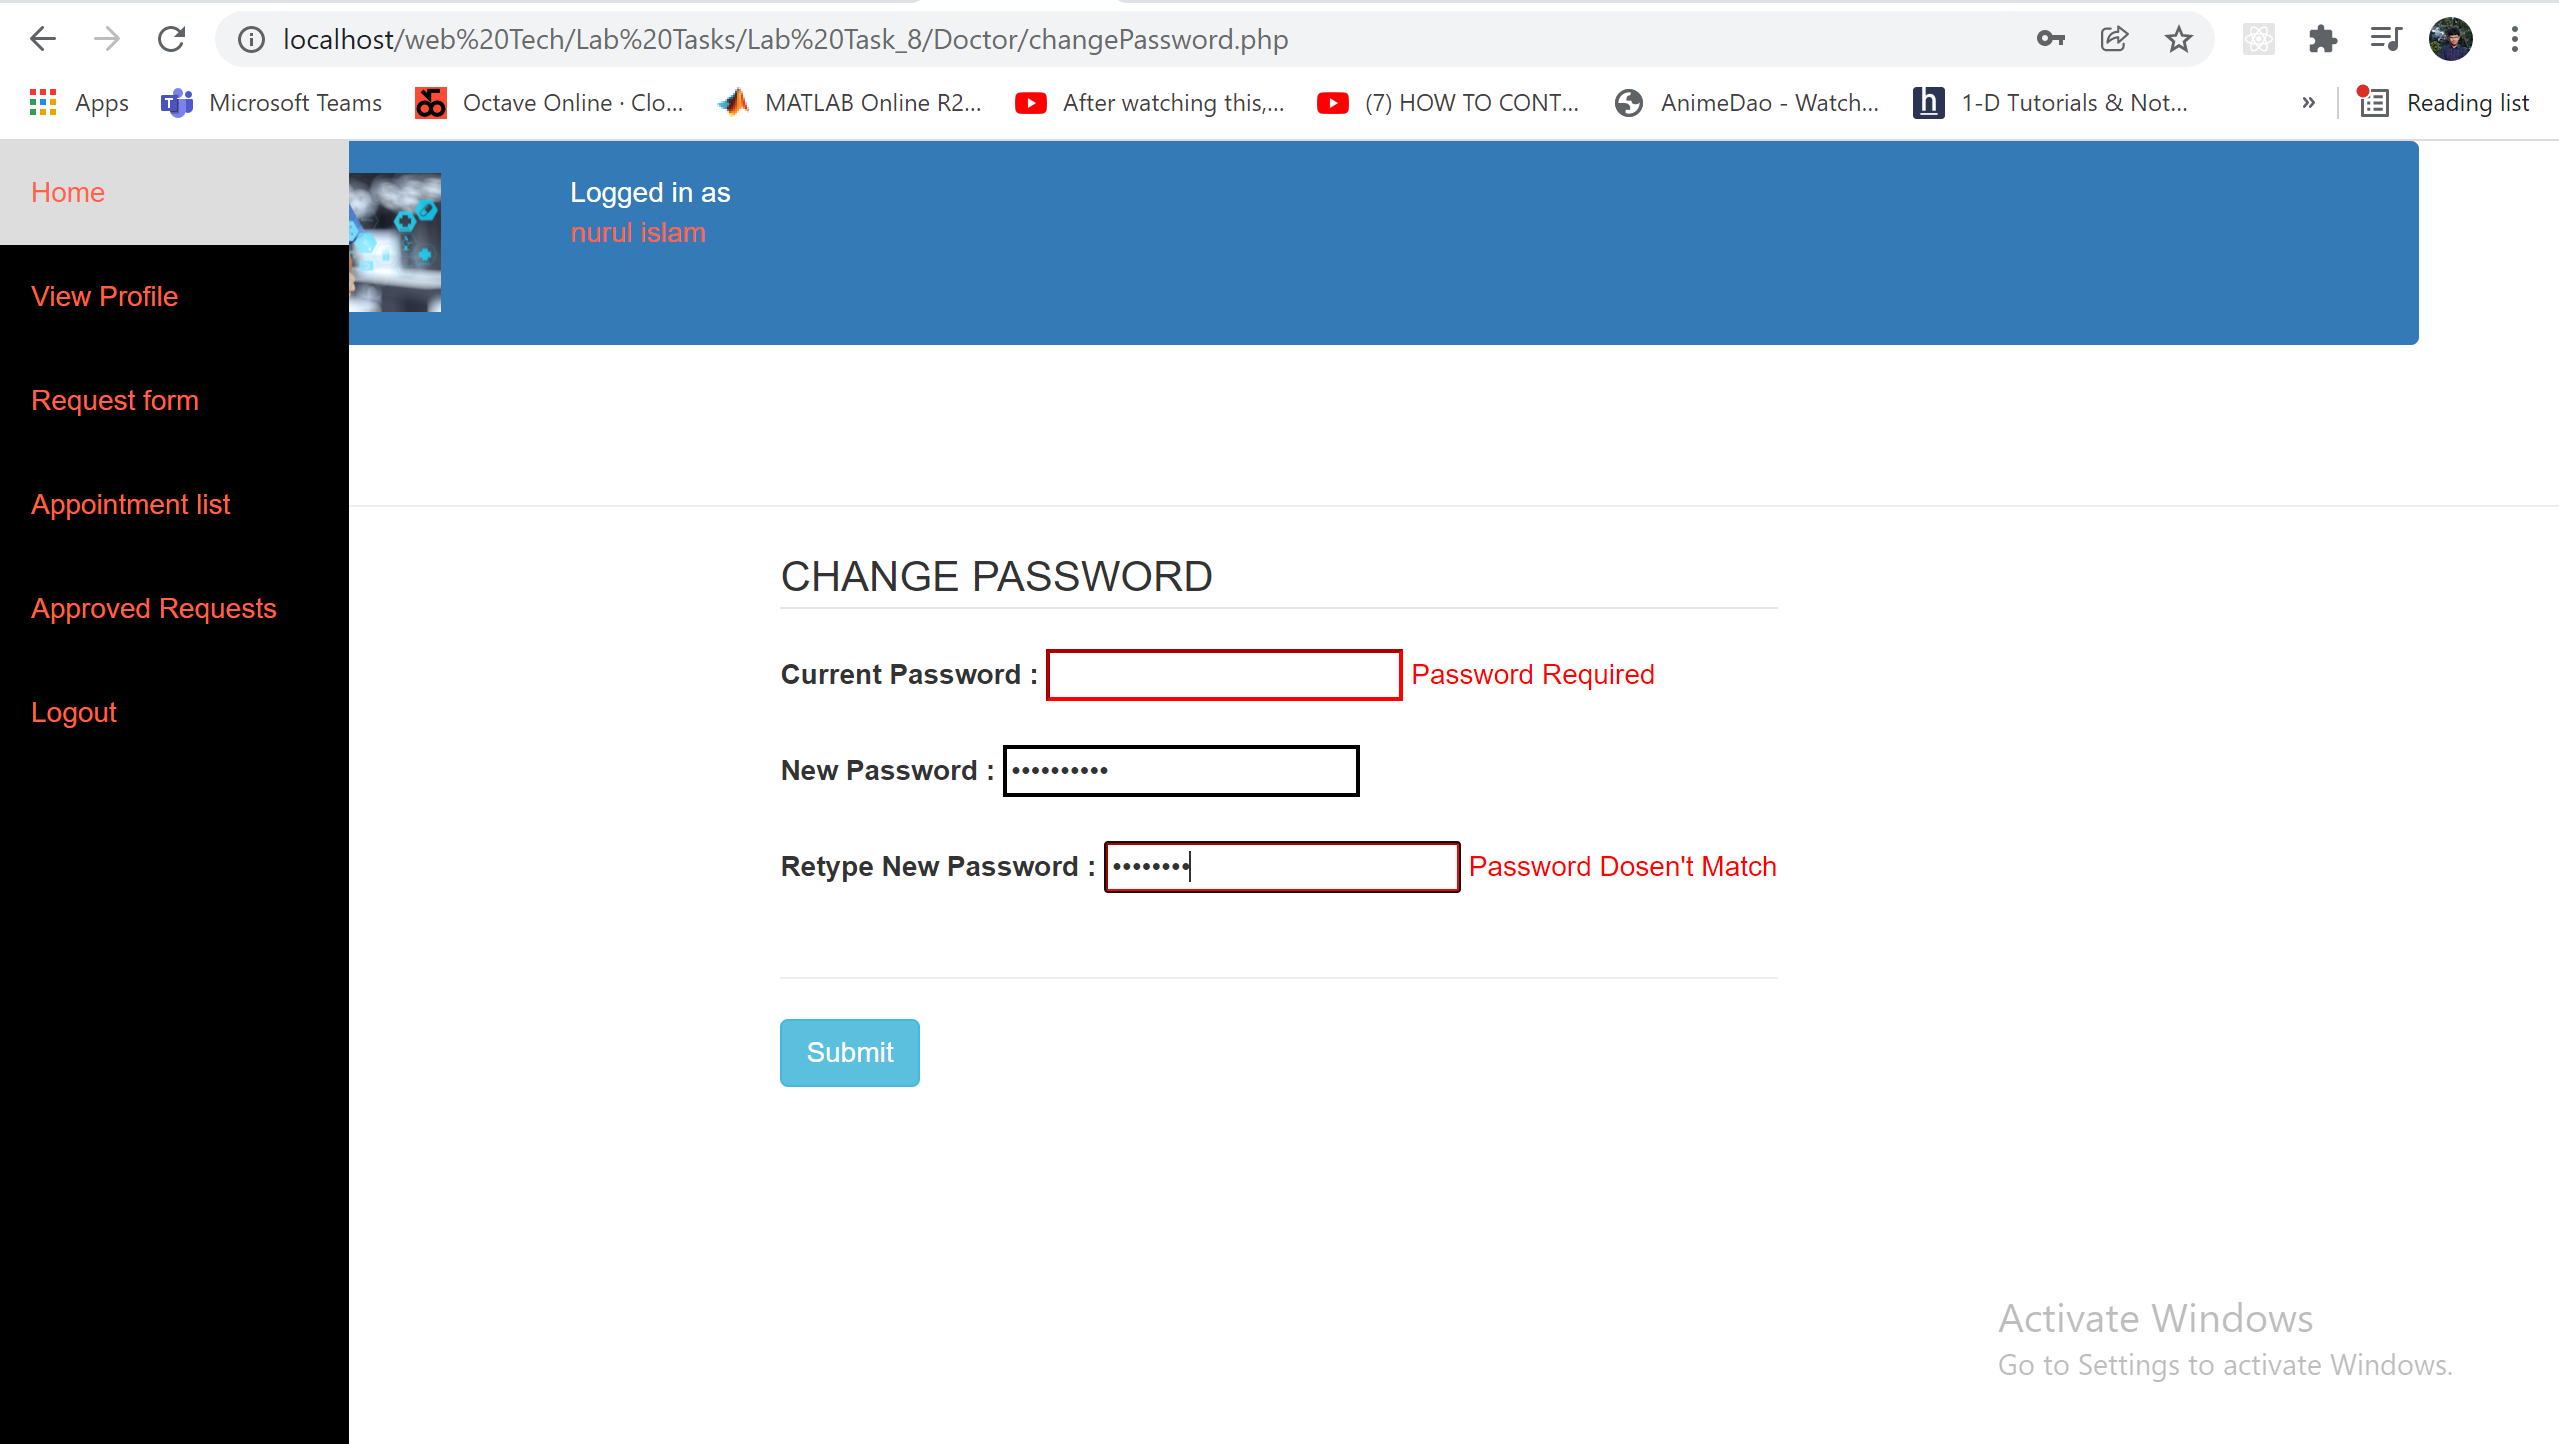 localhost/web%20Tech/Lab%20Tasks/Lab%20Task_8/Doctor/changePassword.php
Apps Microsoft Teams Octave Online · Clo... MATLAB Online R2... After watching this,... (7) HOW TO CONT... AnimeDao - Watch... 1-D Tutorials & Not... » Reading list
Home
View Profile
Request form
Appointment list
Approved Requests
Logout
Logged in as
nurul islam
CHANGE PASSWORD
Current Password : Password Required
New Password : ••••••••••
Retype New Password : •••••••• Password Dosen't Match
Submit
Activate Windows
Go to Settings to activate Windows.